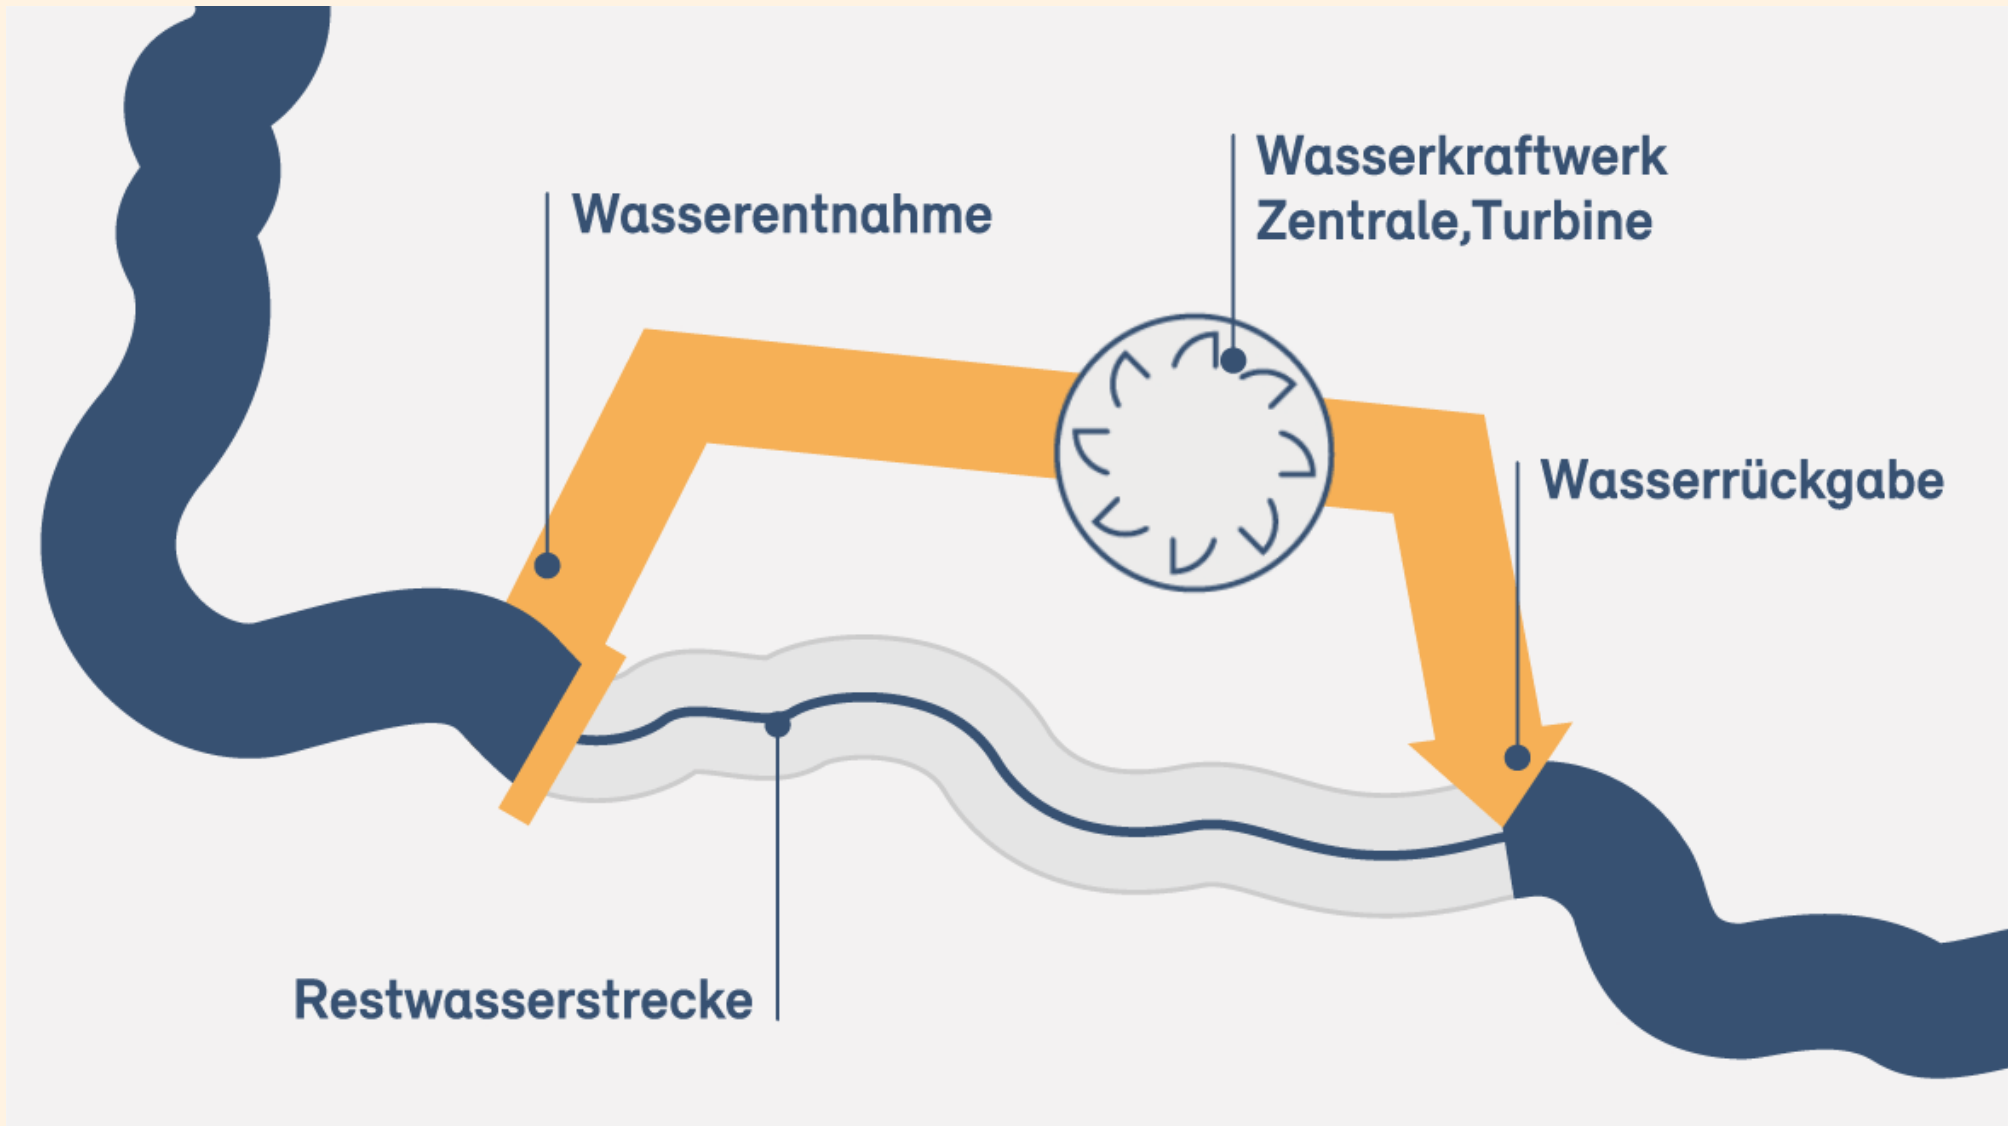 Wasserentnahme
Wasserkraftwerk
Zentrale,Turbine
Wasserrückgabe
Restwasserstrecke